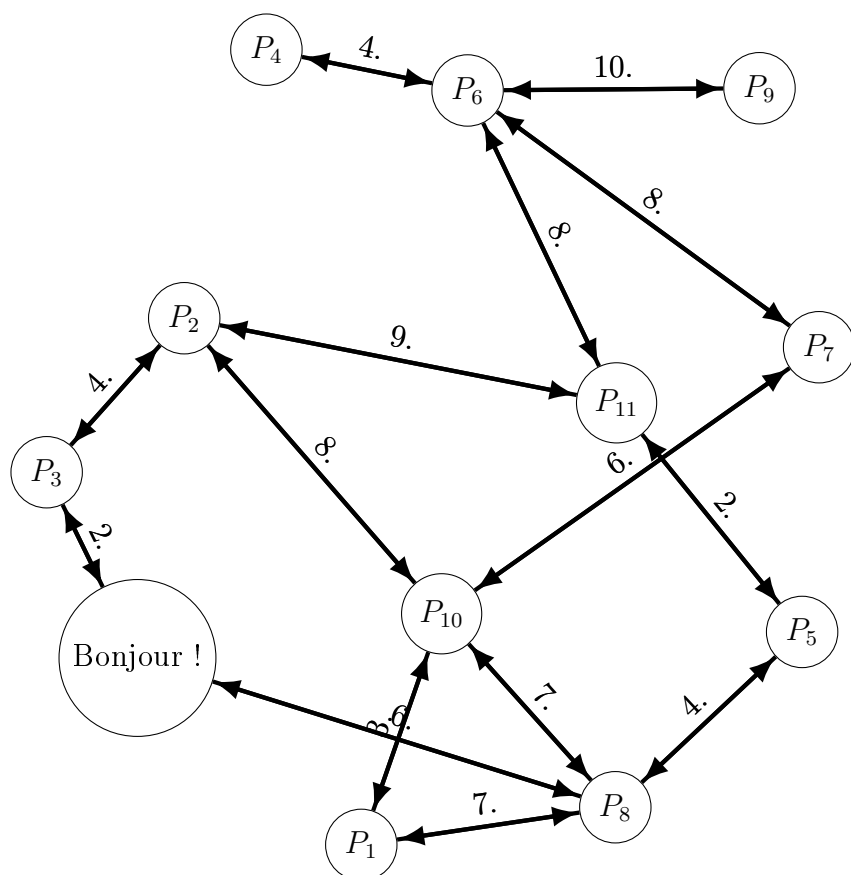 P₄
4.
P₆
10.
P₉
8.
8.
P₂
9.
P₇
4.
P₁₁
8.
6.
P₃
2.
2.
P₁₀
P₅
Bonjour !
7.
4.
3.
6.
7.
P₈
P₁